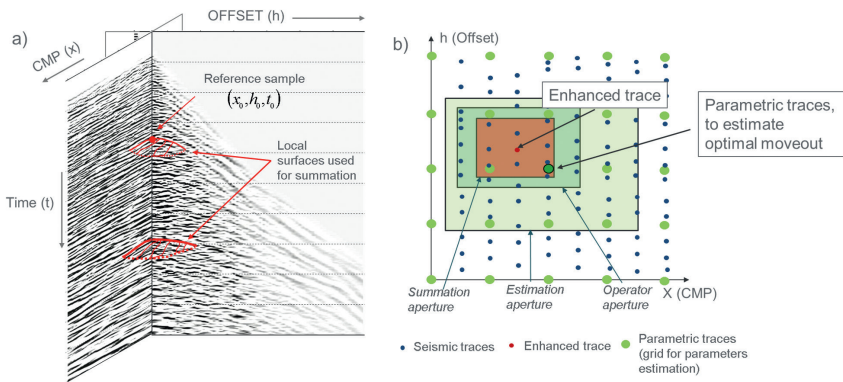 a)
OFFSET (h)
CMP (x)
Reference sample
(x₀,h₀,t₀)
Local
surfaces used
for summation
Time (t)
b)
h (Offset)
Enhanced trace
Parametric traces,
to estimate
optimal moveout
Summation
aperture
Estimation
aperture
Operator
aperture
X (CMP)
Seismic traces
Enhanced trace
Parametric traces
(grid for parameters
estimation)